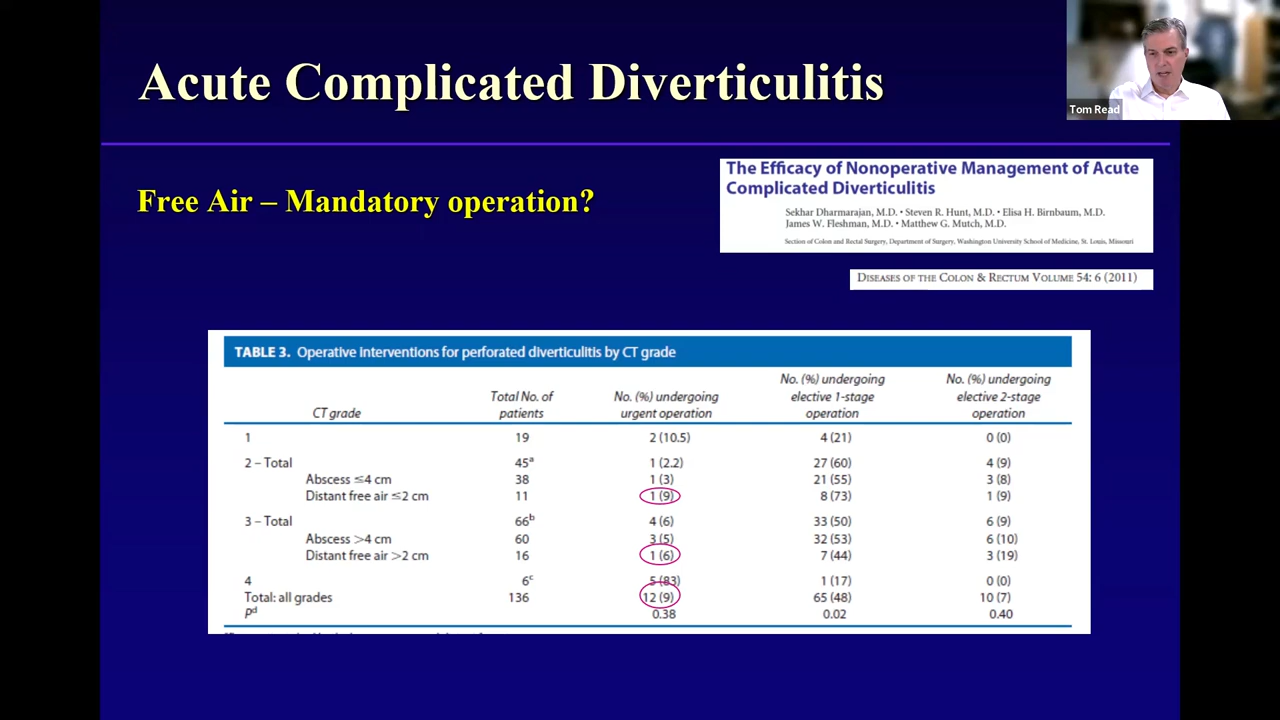 Acute Complicated Diverticulitis
Tom Read
Free Air – Mandatory operation?
The Efficacy of Nonoperative Management of Acute
Complicated Diverticulitis
Sekhar Dharmarajan, M.D. • Steven R. Hunt, M.D. • Elisa H. Birnbaum, M.D.
James W. Fleshman, M.D. • Matthew G. Mutch, M.D.
Section of Colon and Rectal Surgery, Department of Surgery, Washington University School of Medicine, St. Louis, Missouri
DISEASES OF THE COLON & RECTUM VOLUME 54: 6 (2011)
TABLE 3. Operative interventions for perforated diverticulitis by CT grade
CT grade Total No. of patients No. (%) undergoing urgent operation No. (%) undergoing elective 1-stage operation No. (%) undergoing elective 2-stage operation
1 19 2 (10.5) 4 (21) 0 (0)
2 – Total 45a 1 (2.2) 27 (60) 4 (9)
Abscess ≤4 cm 38 1 (3) 21 (55) 3 (8)
Distant free air ≤2 cm 11 1 (9) 8 (73) 1 (9)
3 – Total 66b 4 (6) 33 (50) 6 (9)
Abscess >4 cm 60 3 (5) 32 (53) 6 (10)
Distant free air >2 cm 16 1 (6) 7 (44) 3 (19)
4 6c 5 (83) 1 (17) 0 (0)
Total: all grades 136 12 (9) 65 (48) 10 (7)
Pd 0.38 0.02 0.40